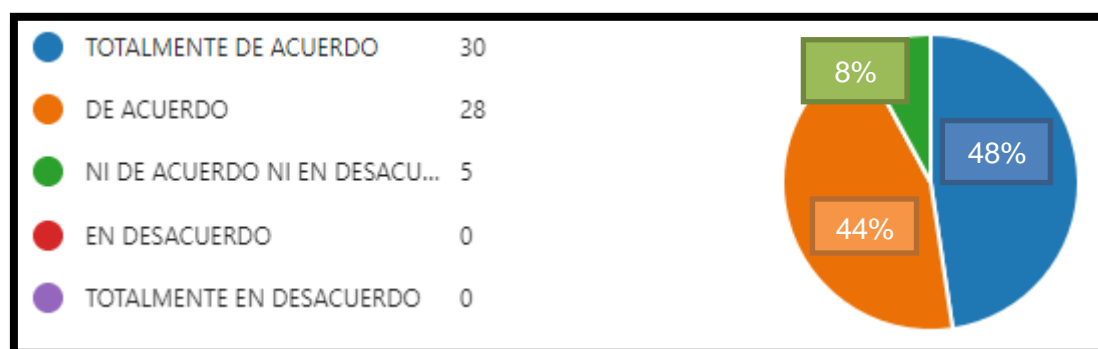 TOTALMENTE DE ACUERDO 30
DE ACUERDO 28
NI DE ACUERDO NI EN DESACU... 5
EN DESACUERDO 0
TOTALMENTE EN DESACUERDO 0
8%
48%
44%